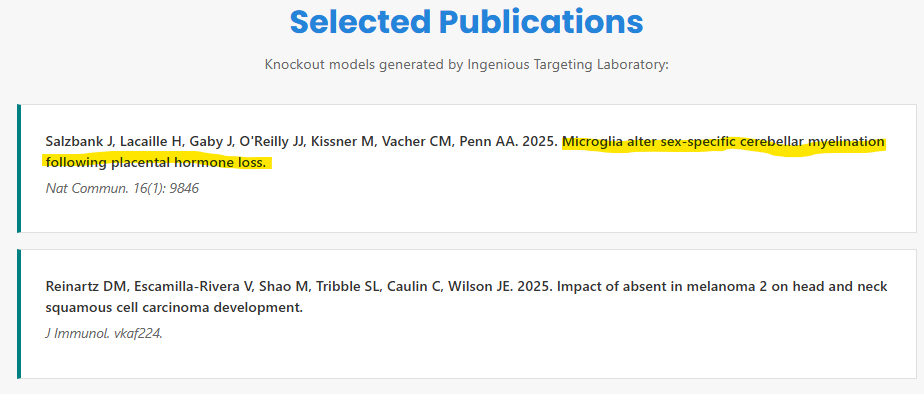 Selected Publications
Knockout models generated by Ingenious Targeting Laboratory:
Salzbank J, Lacaille H, Gaby J, O'Reilly JJ, Kissner M, Vacher CM, Penn AA. 2025. Microglia alter sex-specific cerebellar myelination
following placental hormone loss.
Nat Commun. 16(1): 9846
Reinartz DM, Escamilla-Rivera V, Shao M, Tribble SL, Caulin C, Wilson JE. 2025. Impact of absent in melanoma 2 on head and neck
squamous cell carcinoma development.
J Immunol. vkaf224.